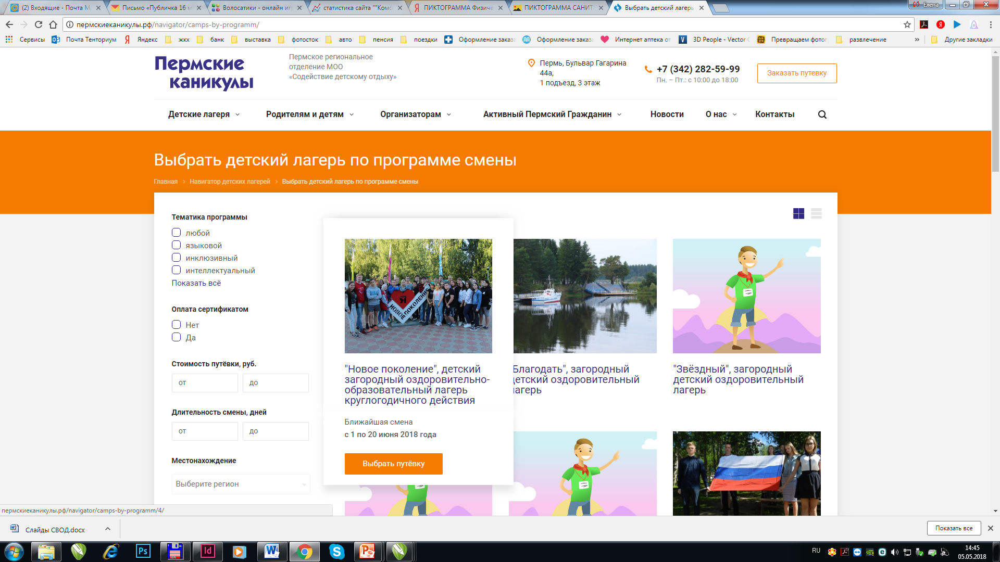 (2) Входящие - Почта М
Письмо «Публичка 16 м
Волосатики - онлайн иг
статистика сайта ""Комс
ПИКТОГРАММА Физиче
ПИКТОГРАММА САНИТ
Выбрать детский лагерь
Елена
пермскиеканикулы.рф/navigator/camps-by-programm/
Сервисы
Почта Тенториум
Яндекс
жкх
банк
выставка
фотосток
авто
пенсия
поездки
Оформление заказа
Оформление заказа
Интернет аптека от
3D People - Vector
Превращаем фотог
развлечение
»
Другие закладки
Пермские
каникулы
Пермское региональное
отделение МОО
«Содействие детскому отдыху»
Пермь, Бульвар Гагарина
44а,
1 подъезд, 3 этаж
+7 (342) 282-59-99
Пн. – Пт.: с 10:00 до 18:00
Заказать путевку
Детские лагеря
Родителям и детям
Организаторам
Активный Пермский Гражданин
Новости
О нас
Контакты
Выбрать детский лагерь по программе смены
Главная
Навигатор детских лагерей
Выбрать детский лагерь по программе смены
Тематика программы
любой
языковой
инклюзивный
интеллектуальный
Показать всё
Оплата сертификатом
Нет
Да
Стоимость путёвки, руб.
от
до
Длительность смены, дней
от
до
Местонахождение
Выберите регион
Я
НОВОЕ ПОКОЛЕНИЕ
"Новое поколение", детский
загородный оздоровительно-
образовательный лагерь
круглогодичного действия
Ближайшая смена
с 1 по 20 июня 2018 года
Выбрать путёвку
Благодать", загородный
детский оздоровительный
лагерь
"Звёздный", загородный
детский оздоровительный
лагерь
пермскиеканикулы.рф/navigator/camps-by-programm/4/
Слайды СВОД.docx
Показать все
Ps
Id
RU
14:45
05.05.2018